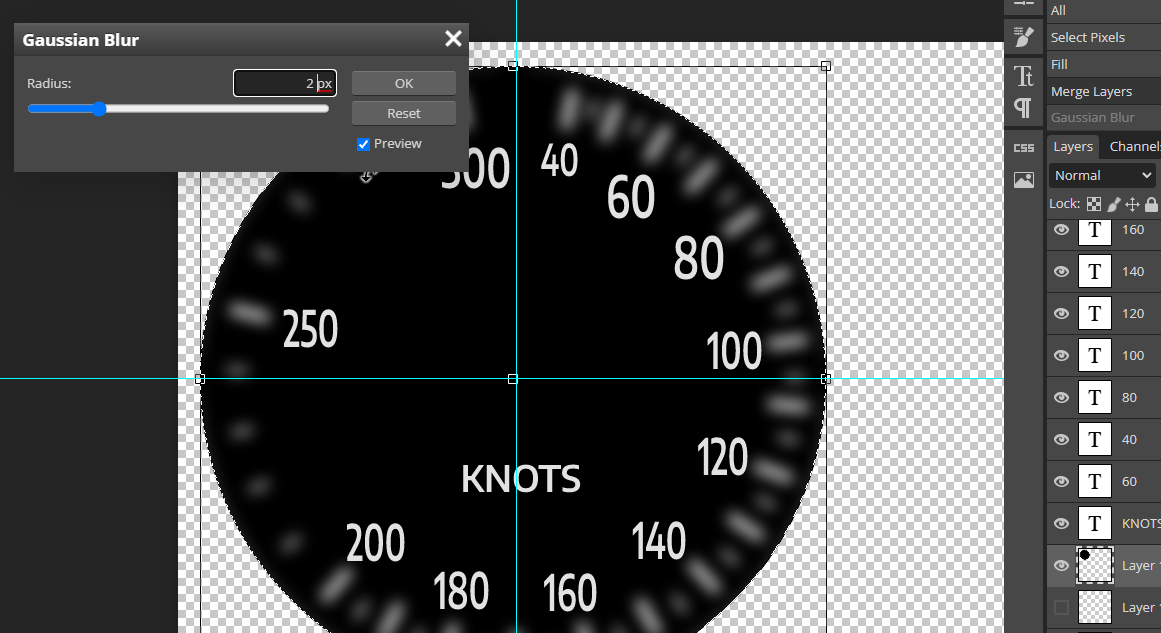 Gaussian Blur
Radius:
2 px
OK
Reset
Preview
All
Select Pixels
Fill
Merge Layers
Gaussian Blur
CSS
Layers
Channels
Normal
Lock:
T 160
T 140
T 120
T 100
T 80
T 40
T 60
T KNOTS
Layer
Layer
40
60
80
100
120
140
160
180
200
250
300
KNOTS